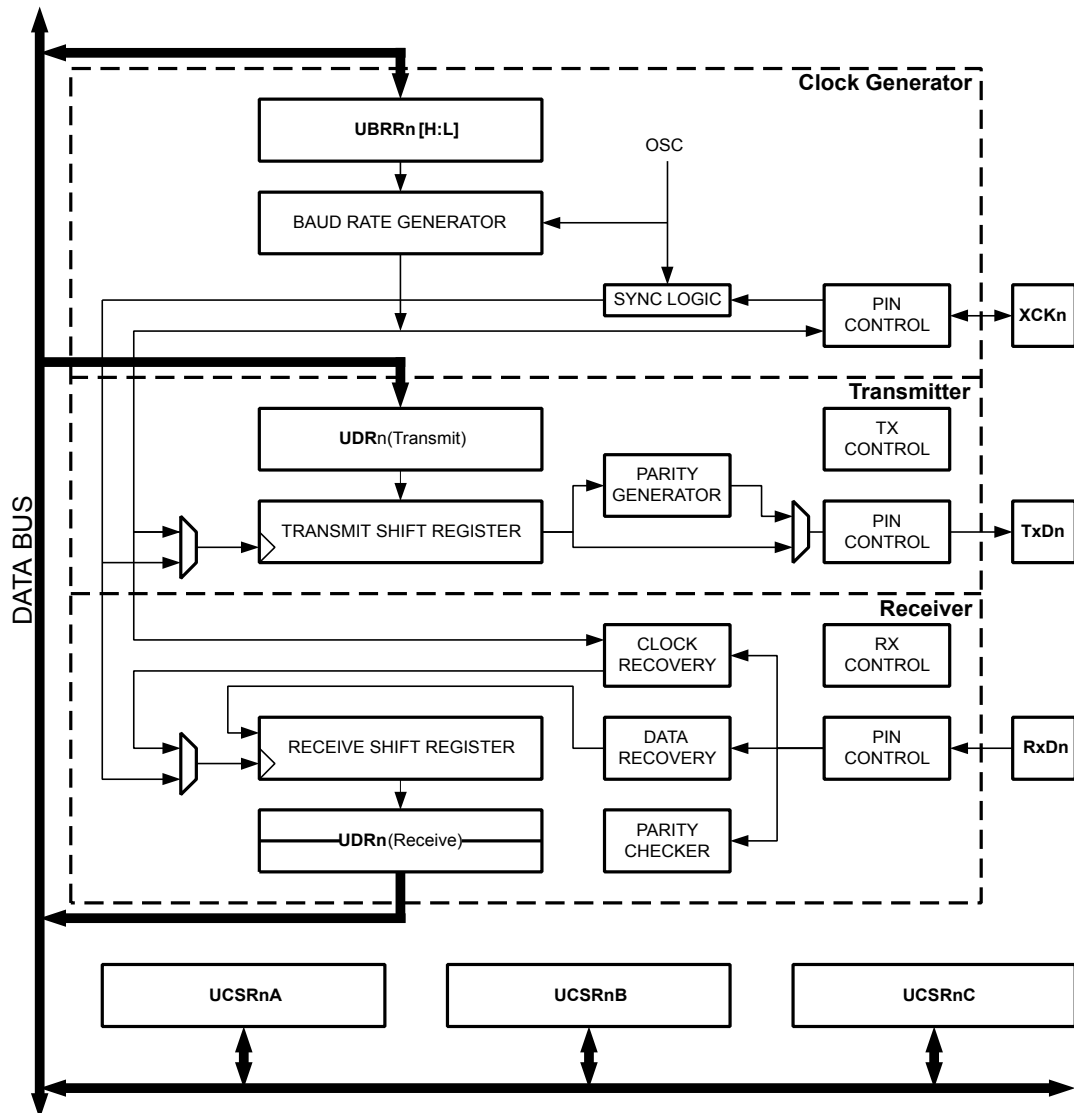 Clock Generator
UBRRn [H:L]
OSC
BAUD RATE GENERATOR
SYNC LOGIC
PIN
CONTROL
XCKn
Transmitter
UDRn(Transmit)
TX
CONTROL
PARITY
GENERATOR
TRANSMIT SHIFT REGISTER
PIN
CONTROL
TxDn
DATA BUS
Receiver
CLOCK
RECOVERY
RX
CONTROL
RECEIVE SHIFT REGISTER
DATA
RECOVERY
PIN
CONTROL
RxDn
UDRn(Receive)
PARITY
CHECKER
UCSRnA
UCSRnB
UCSRnC